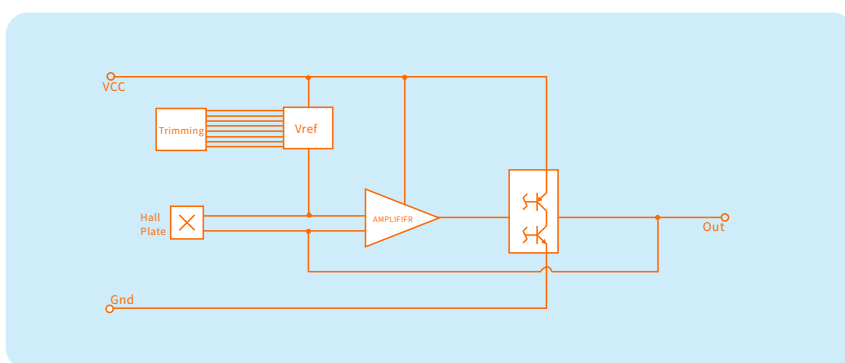 VCC
Trimming
Vref
Hall
Plate
AMPLIFIFR
Out
Gnd